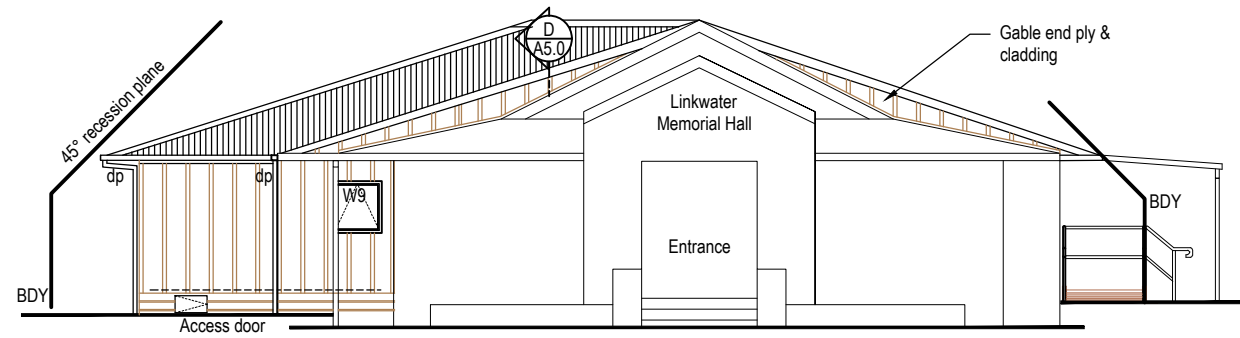 D
A5.0
Gable end ply &
cladding
45° recession plane
Linkwater
Memorial Hall
dp
dp
W9
BDY
Entrance
BDY
Access door